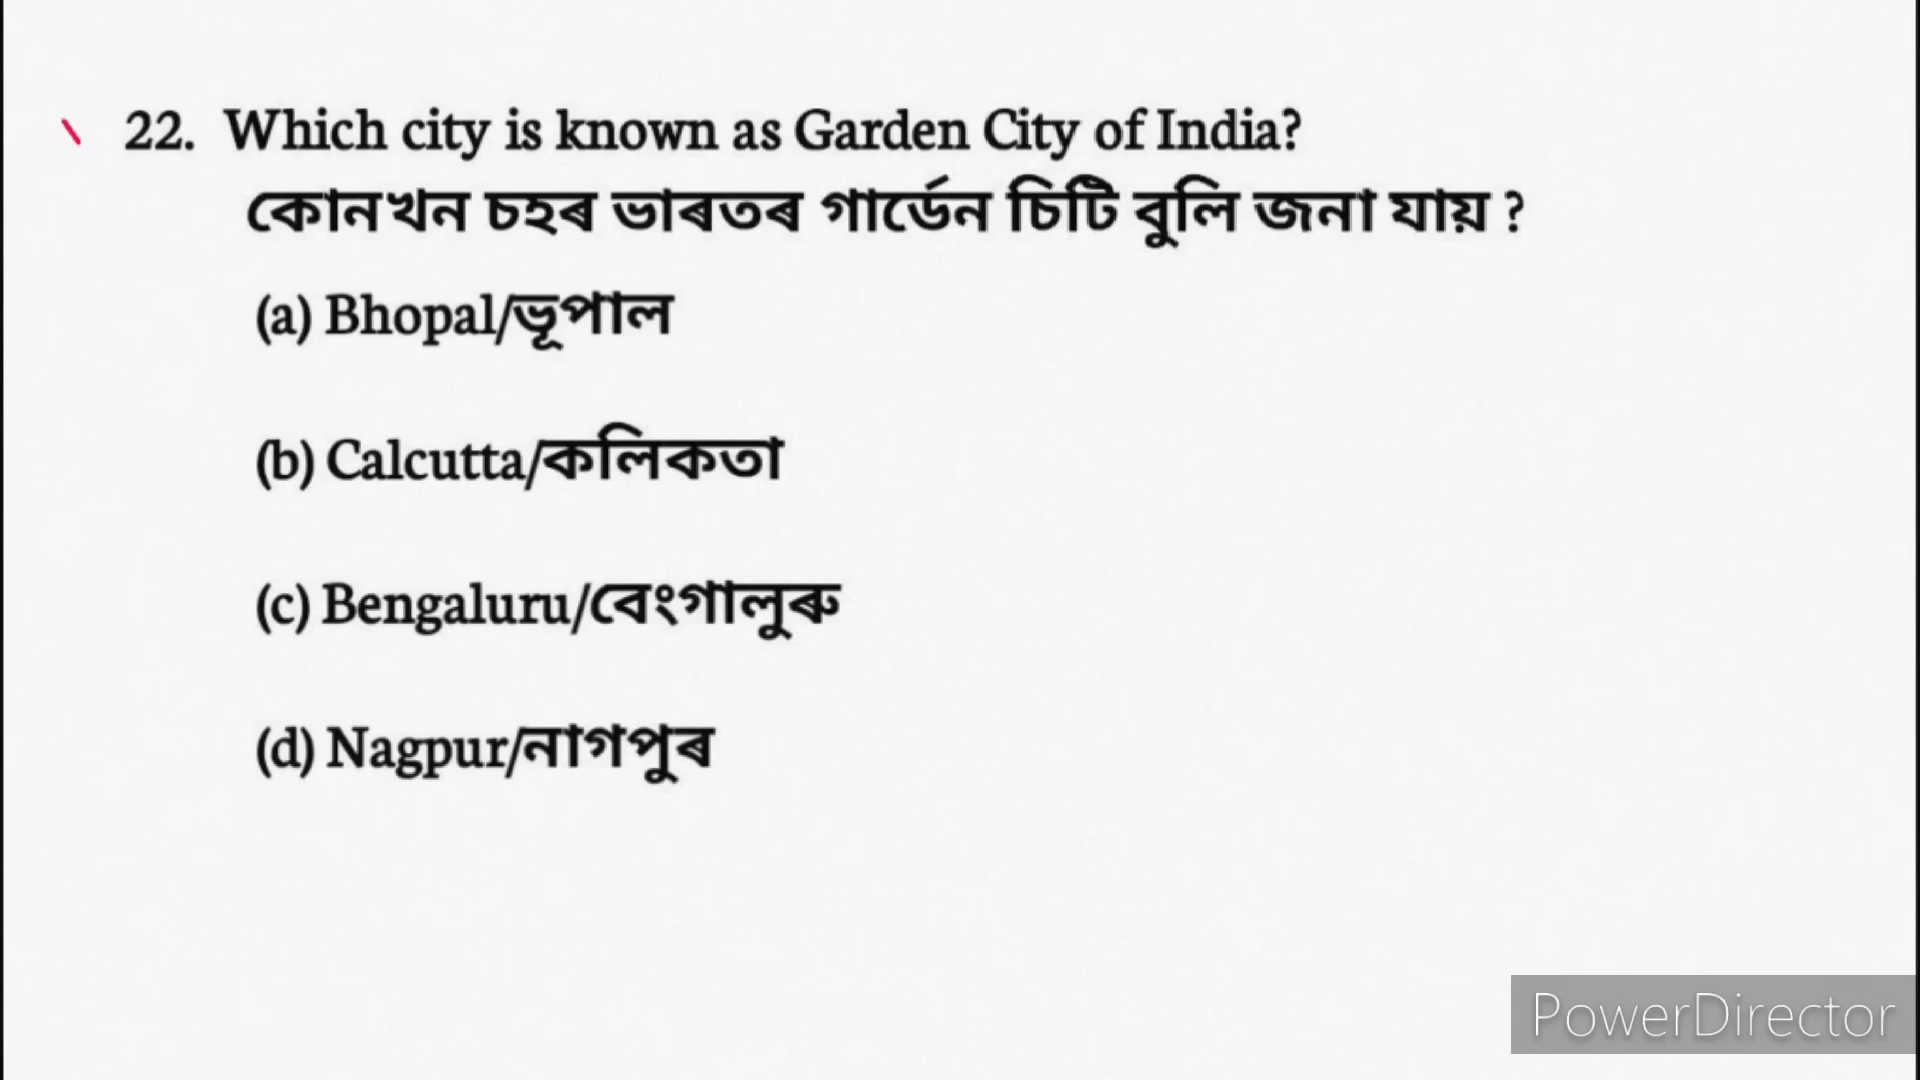 22. Which city is known as Garden City of India?
কোনখন চহৰ ভাৰতৰ গাৰ্ডেন চিটি বুলি জনা যায় ?
(a) Bhopal/ভূপাল
(b) Calcutta/কলিকতা
(c) Bengaluru/বেংগালুৰু
(d) Nagpur/নাগপুৰ
PowerDirector